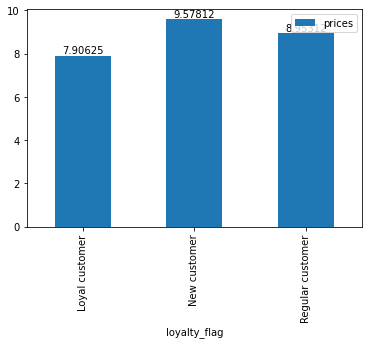 10
8
6
4
2
0
7.90625
9.57812
prices
Loyal customer
New customer
Regular customer
loyalty_flag